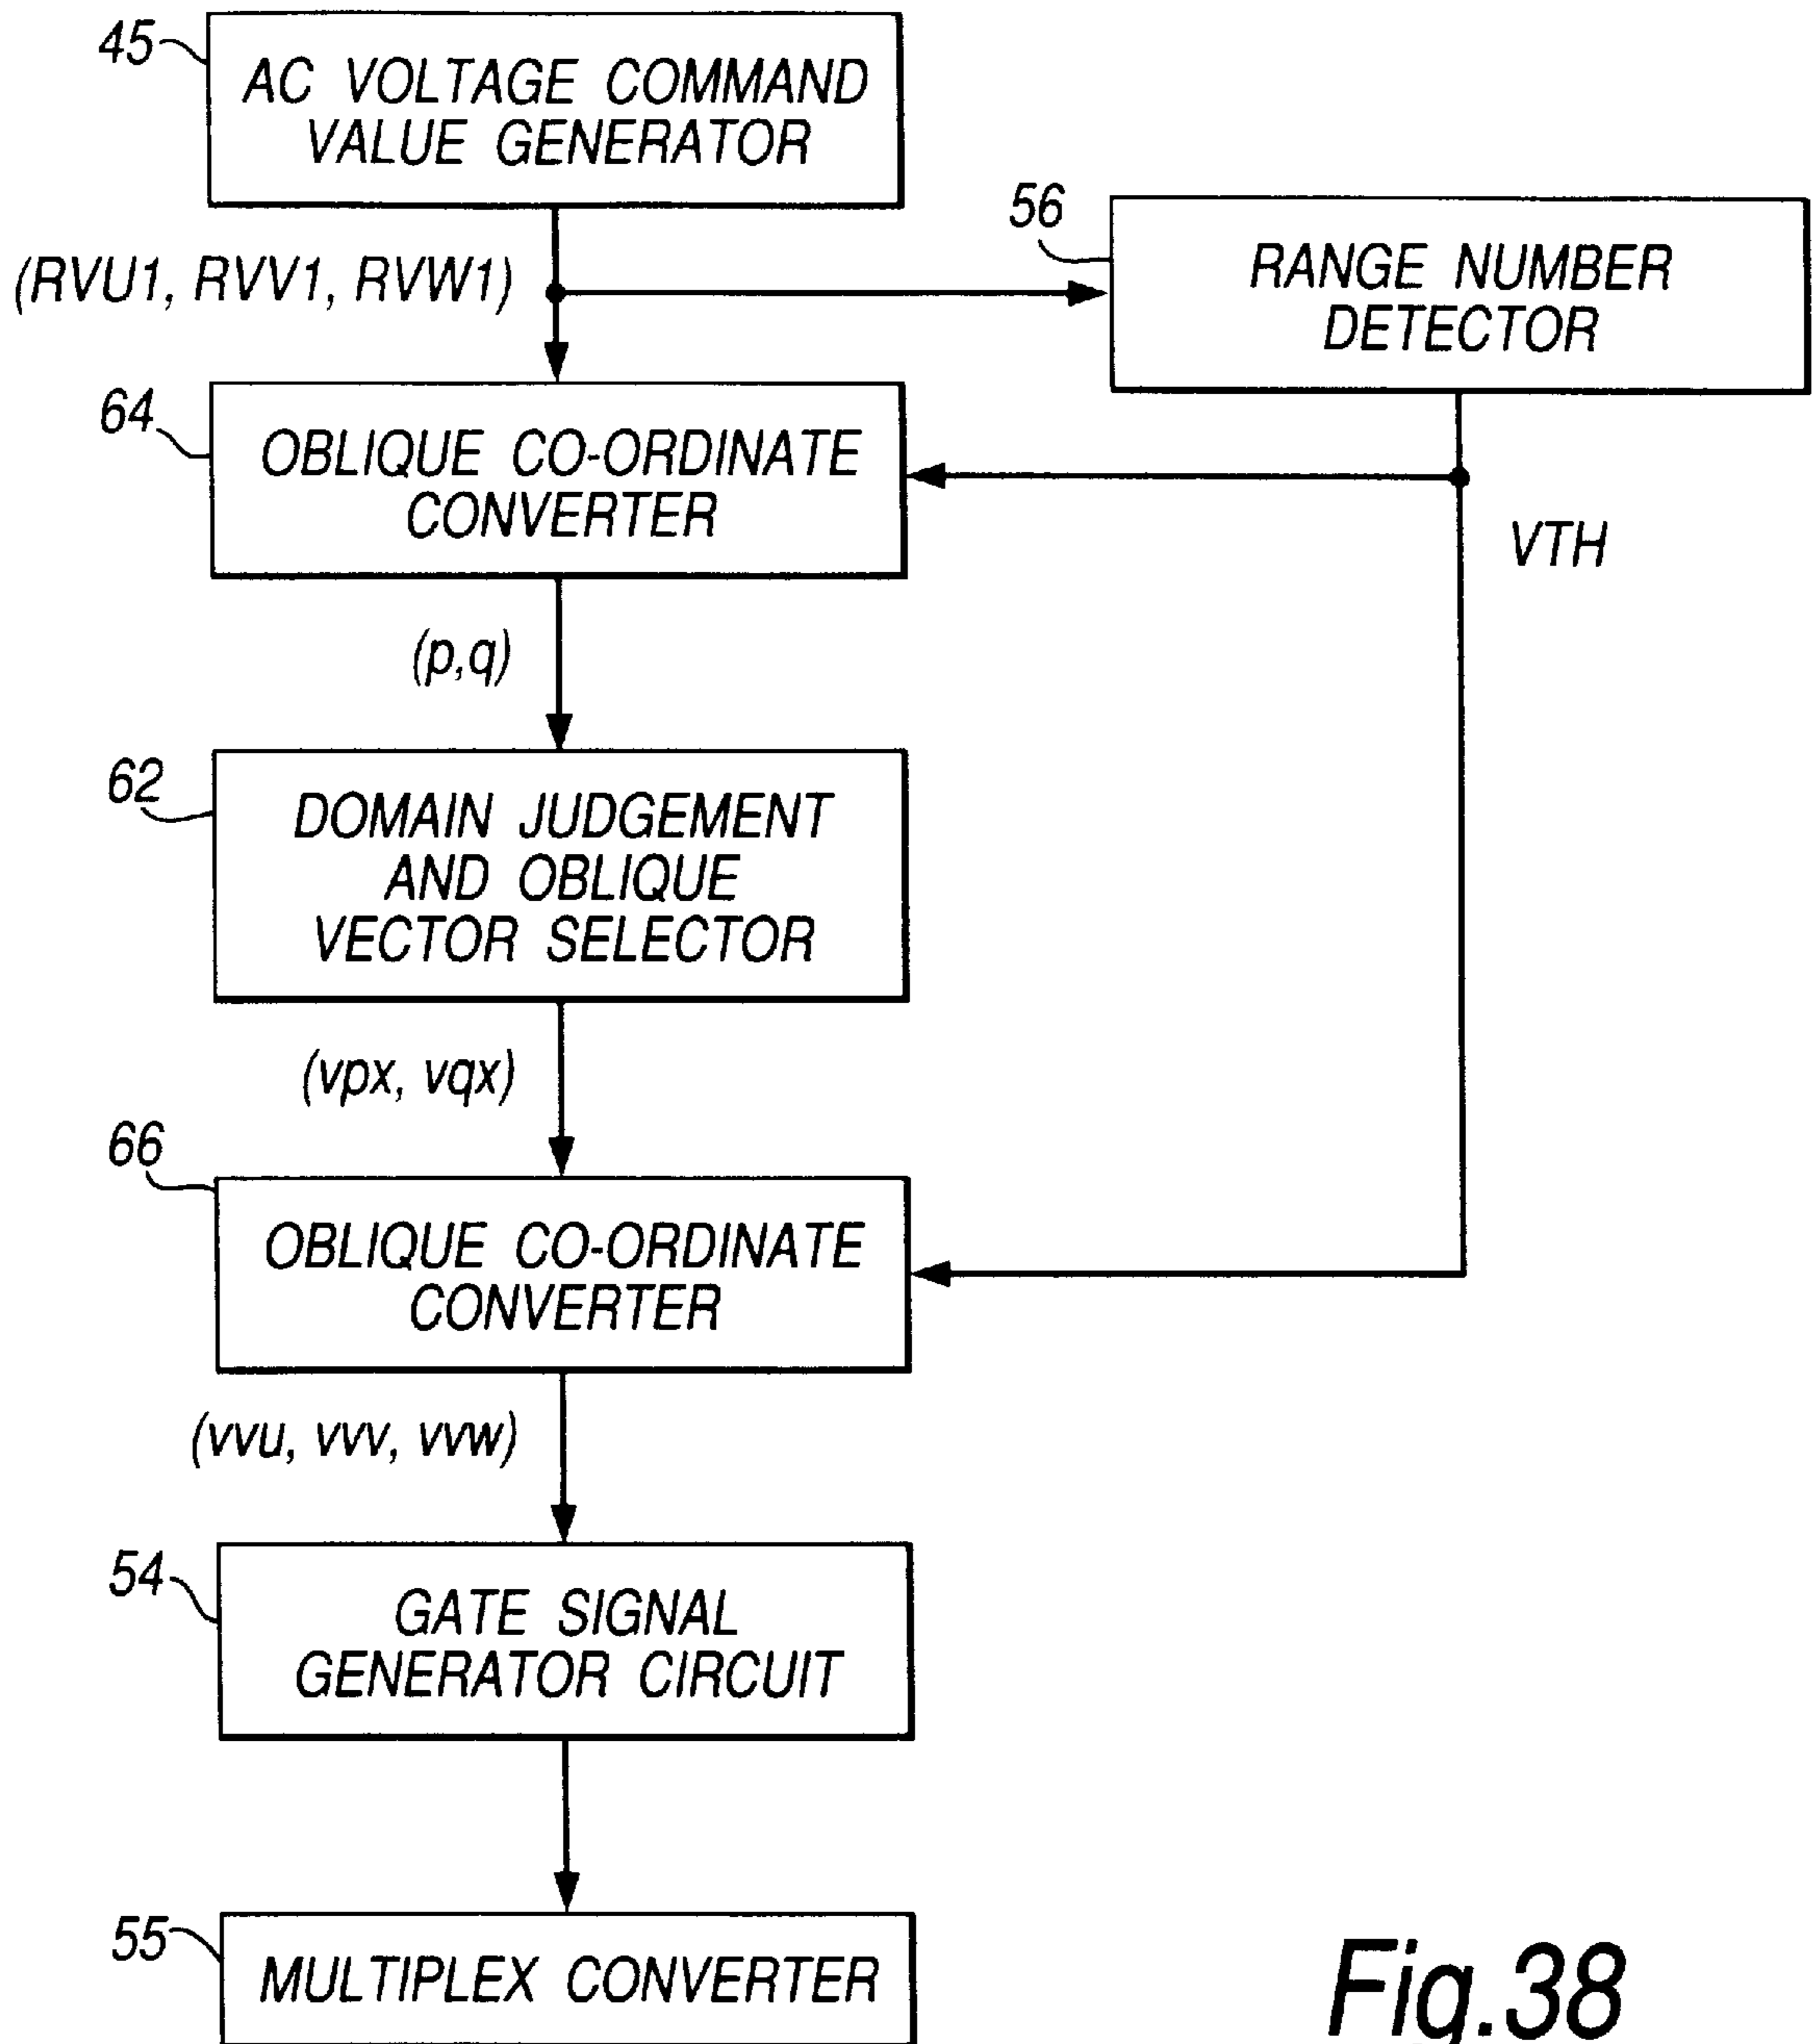 45
AC VOLTAGE COMMAND
VALUE GENERATOR
(RVU1, RVV1, RVW1)
56
RANGE NUMBER
DETECTOR
64
OBLIQUE CO-ORDINATE
CONVERTER
VTH
(p,q)
62
DOMAIN JUDGEMENT
AND OBLIQUE
VECTOR SELECTOR
(vpx, vqx)
66
OBLIQUE CO-ORDINATE
CONVERTER
(vvu, vvv, vvw)
54
GATE SIGNAL
GENERATOR CIRCUIT
55
MULTIPLEX CONVERTER
Fig.38